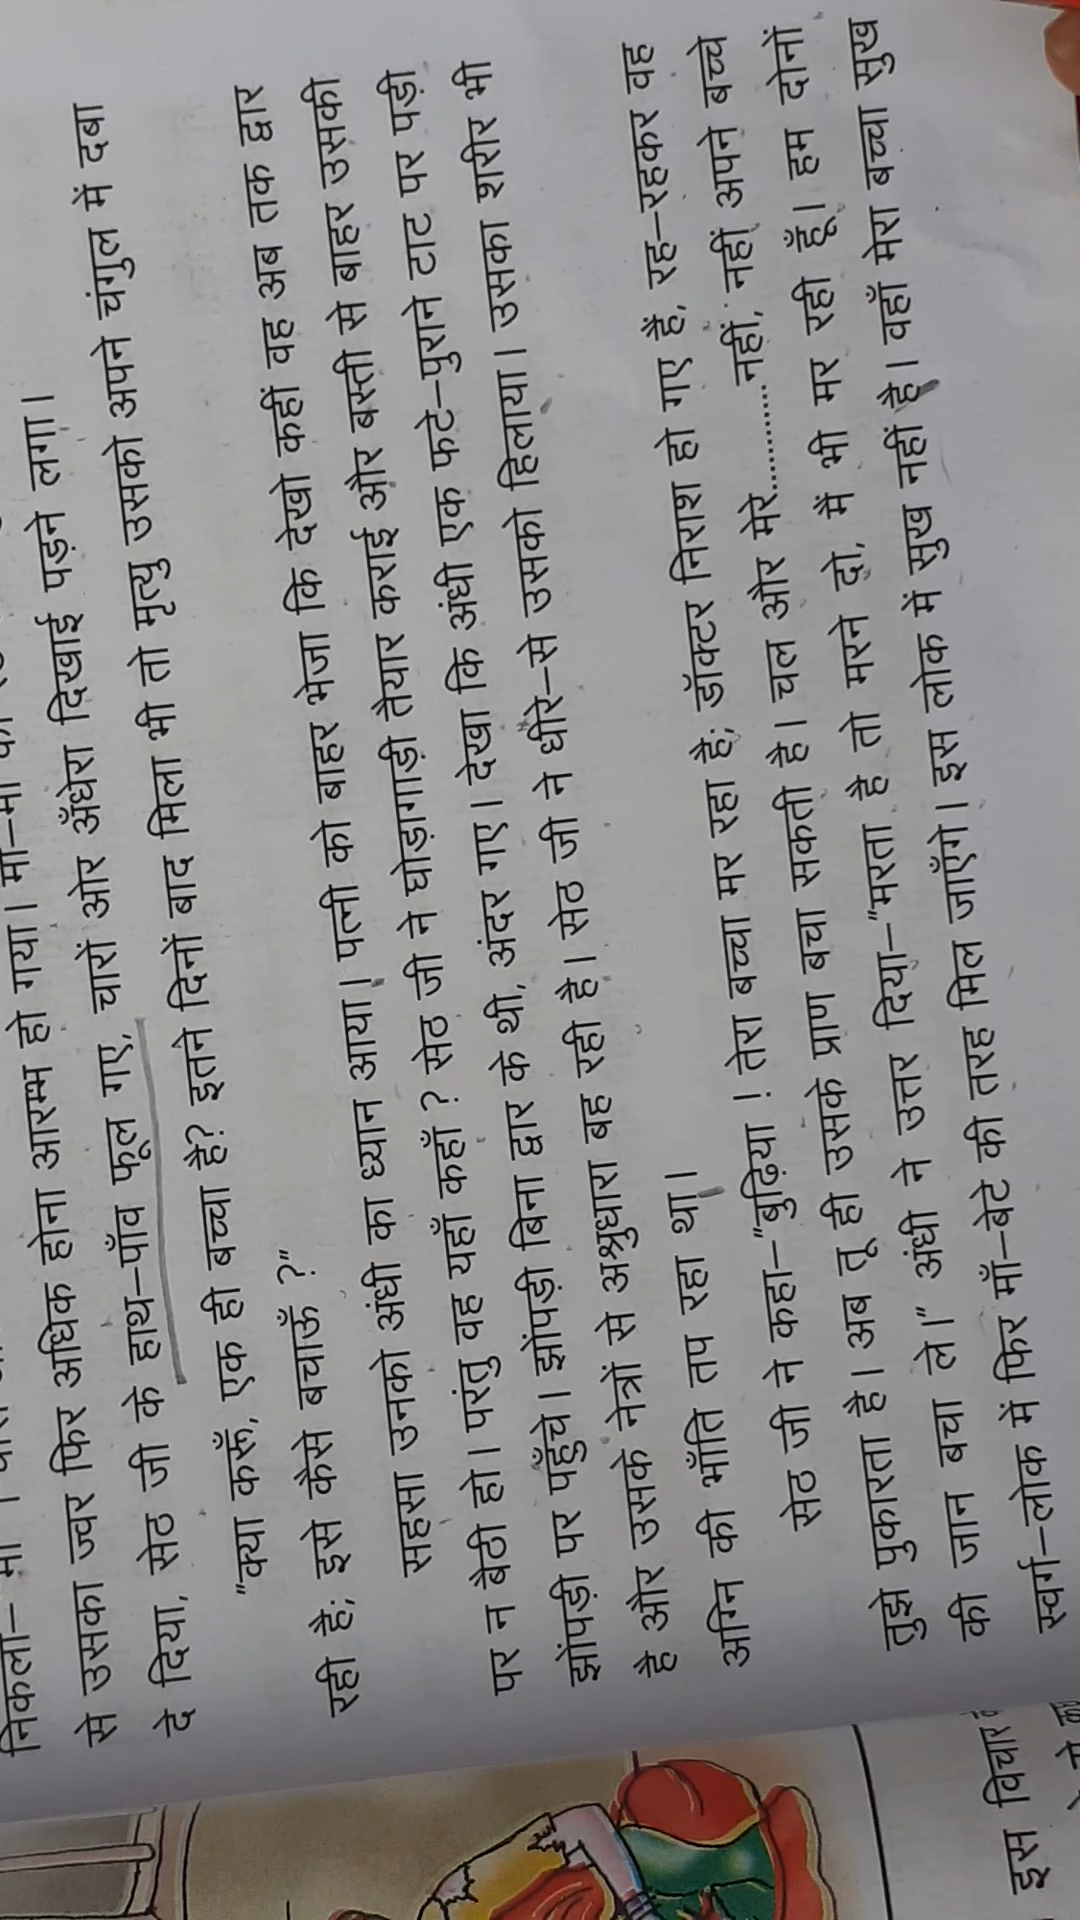 निकला– माँ
से उसका ज्वर फिर अधिक होना आरम्भ हो गया। माँ–माँ
दे दिया, सेठ जी के हाथ–पाँव फूल गए, चारों ओर अँधेरा दिखाई पड़ने लगा।
"क्या करूँ, एक ही बच्चा है? इतने दिनों बाद मिला भी तो मृत्यु उसको अपने चंगुल में दबा
रही है; इसे कैसे बचाऊँ ?"
सहसा उनको अंधी का ध्यान आया। पत्नी को बाहर भेजा कि देखो कहीं वह अब तक द्वार
पर न बैठी हो। परंतु वह यहाँ कहाँ ? सेठ जी ने घोड़ागाड़ी तैयार कराई और बस्ती से बाहर उसकी
झोंपड़ी पर पहुँचे। झोंपड़ी बिना द्वार के थी, अंदर गए। देखा कि अंधी एक फटे–पुराने टाट पर पड़ी
है और उसके नेत्रों से अश्रुधारा बह रही है। सेठ जी ने धीरे–से उसको हिलाया। उसका शरीर भी
अग्नि की भाँति तप रहा था।
सेठ जी ने कहा–"बुढ़िया ! तेरा बच्चा मर रहा है; डॉक्टर निराश हो गए हैं, रह–रहकर वह
तुझे पुकारता है। अब तू ही उसके प्राण बचा सकती है। चल और मेरे............नहीं, नहीं अपने बच्चे
की जान बचा ले।" अंधी ने उत्तर दिया–"मरता है तो मरने दो, मैं भी मर रही हूँ। हम दोनों
स्वर्ग–लोक में फिर माँ–बेटे की तरह मिल जाएँगे। इस लोक में सुख नहीं है। वहाँ मेरा बच्चा सुख
इस विचार